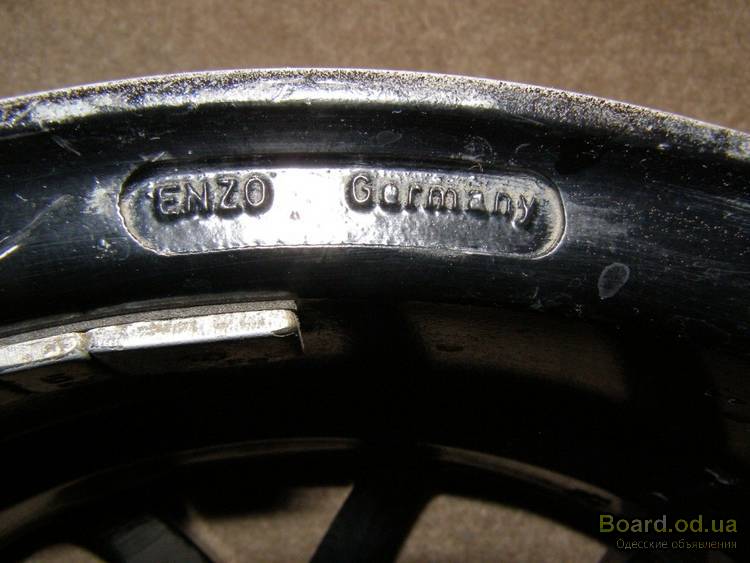 ENZO Germany
Board.od.ua
Одесские объявления